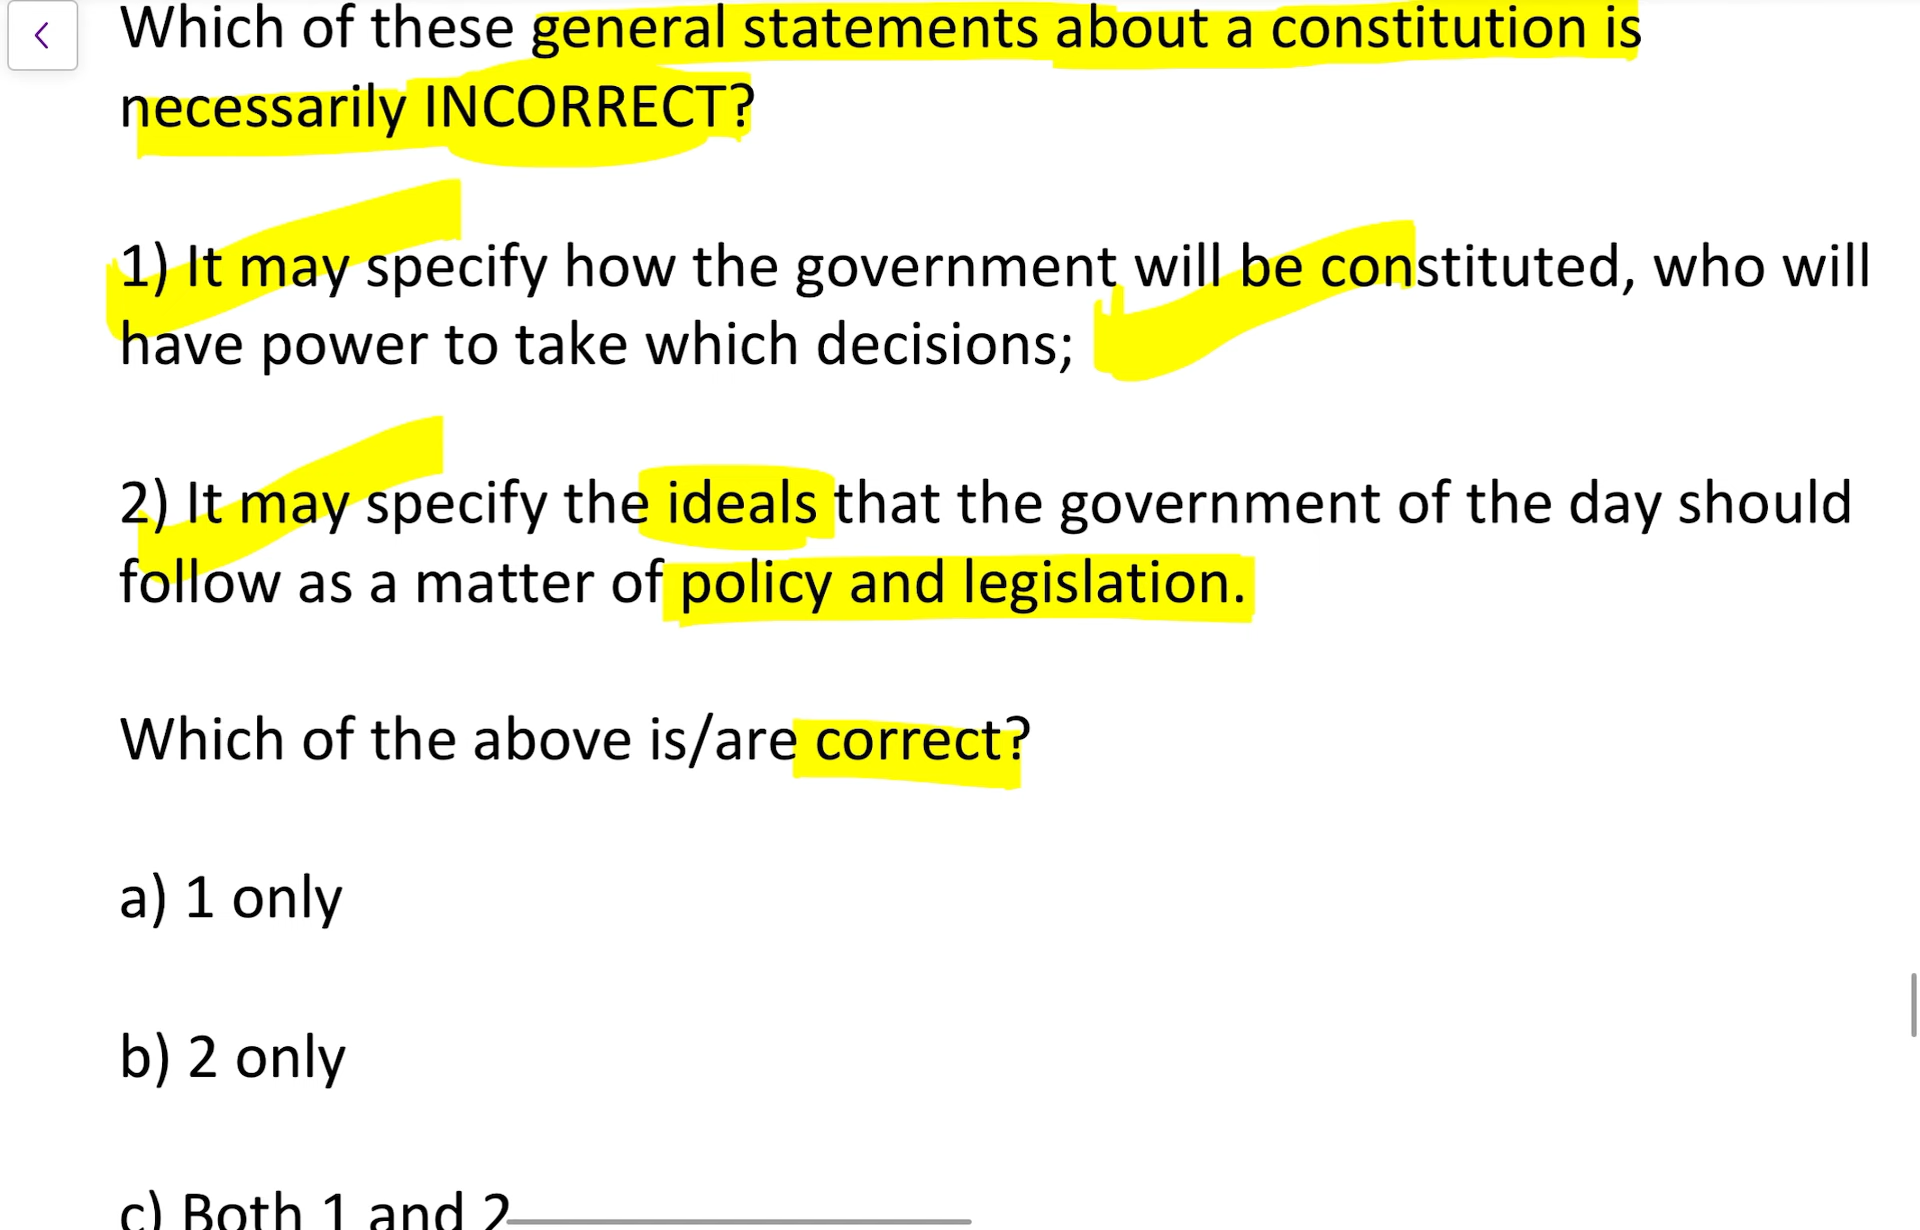 Which of these general statements about a constitution is
necessarily INCORRECT?
1) It may specify how the government will be constituted, who will
have power to take which decisions;
2) It may specify the ideals that the government of the day should
follow as a matter of policy and legislation.
Which of the above is/are correct?
a) 1 only
b) 2 only
c) Both 1 and 2